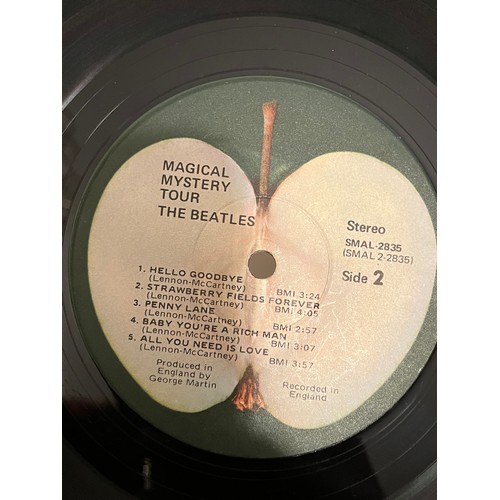 MAGICAL
MYSTERY
TOUR
THE BEATLES
Stereo
SMAL-2835
(SMAL 2-2835)
Side 2
1. HELLO GOODBYE
(Lennon-McCartney) BMI 3:24
2. STRAWBERRY FIELDS FOREVER
(Lennon-McCartney) BMI 4:05
3. PENNY LANE
(Lennon-McCartney) BMI 2:57
4. BABY YOU'RE A RICH MAN
(Lennon-McCartney) BMI 3:07
5. ALL YOU NEED IS LOVE
(Lennon-McCartney) BMI 3:57
Produced in
England by
George Martin
Recorded in
England